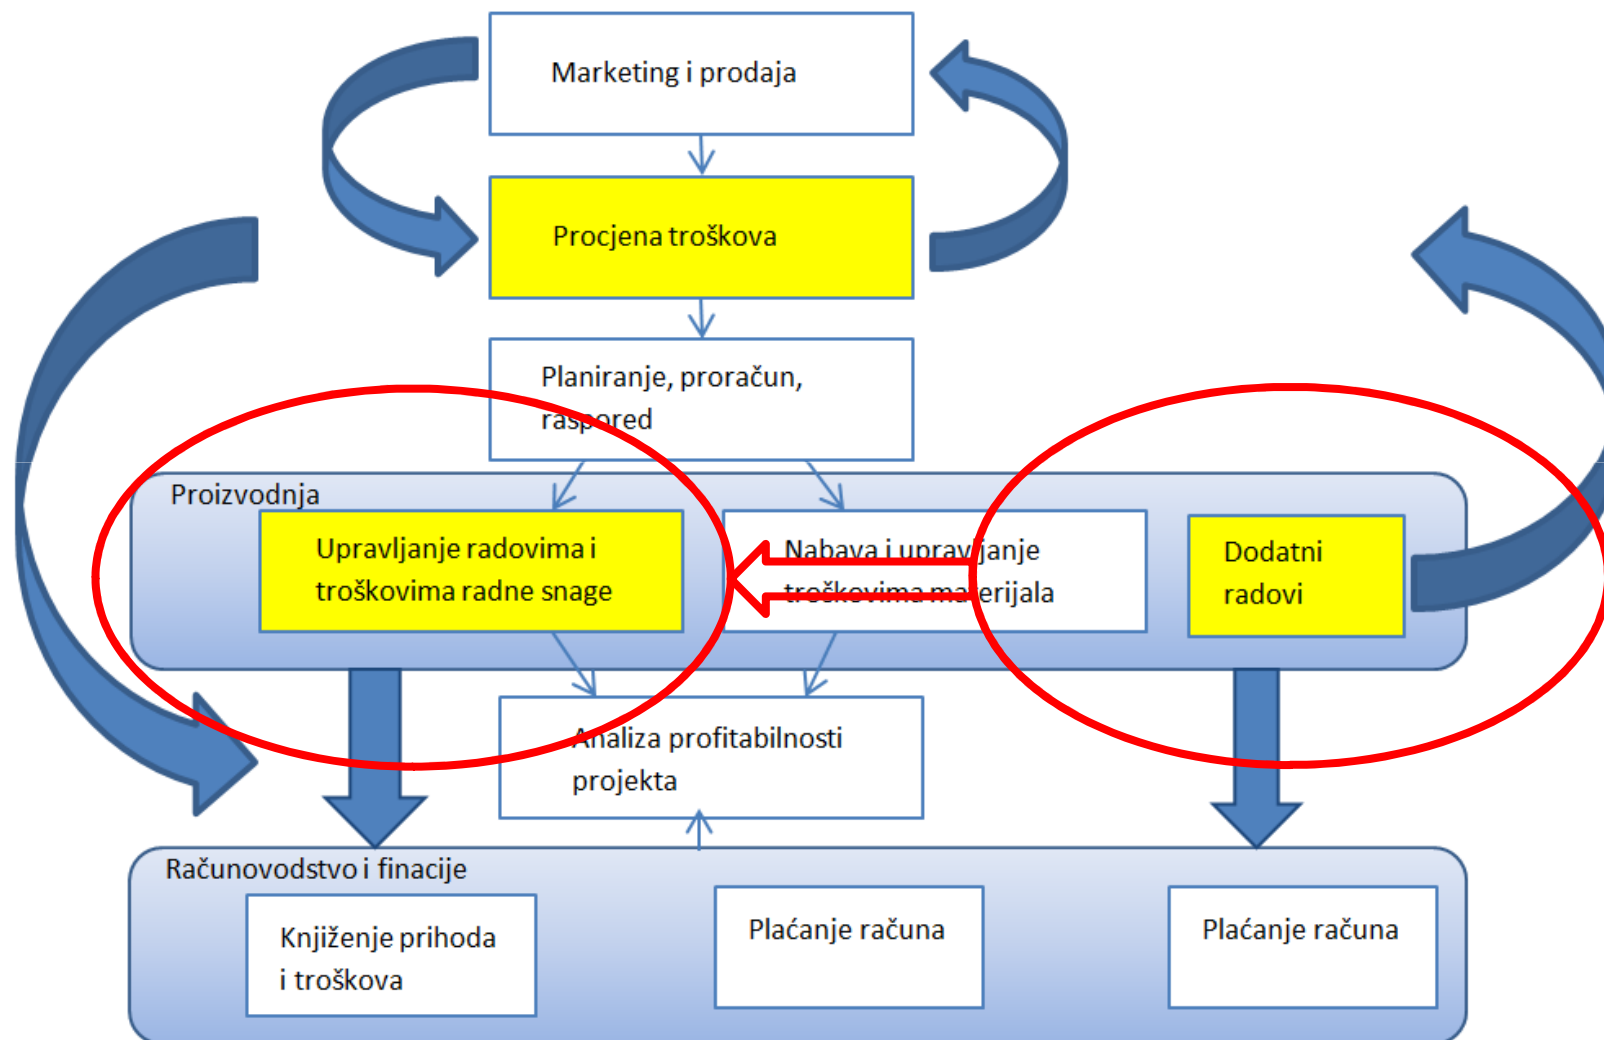 Marketing i prodaja
Procjena troškova
Planiranje, proračun,
raspored
Proizvodnja
Upravljanje radovima i
troškovima radne snage
Nabava i upravljanje
troškovima materijala
Dodatni
radovi
Analiza profitabilnosti
projekta
Računovodstvo i finacije
Knjiženje prihoda
i troškova
Plaćanje računa
Plaćanje računa